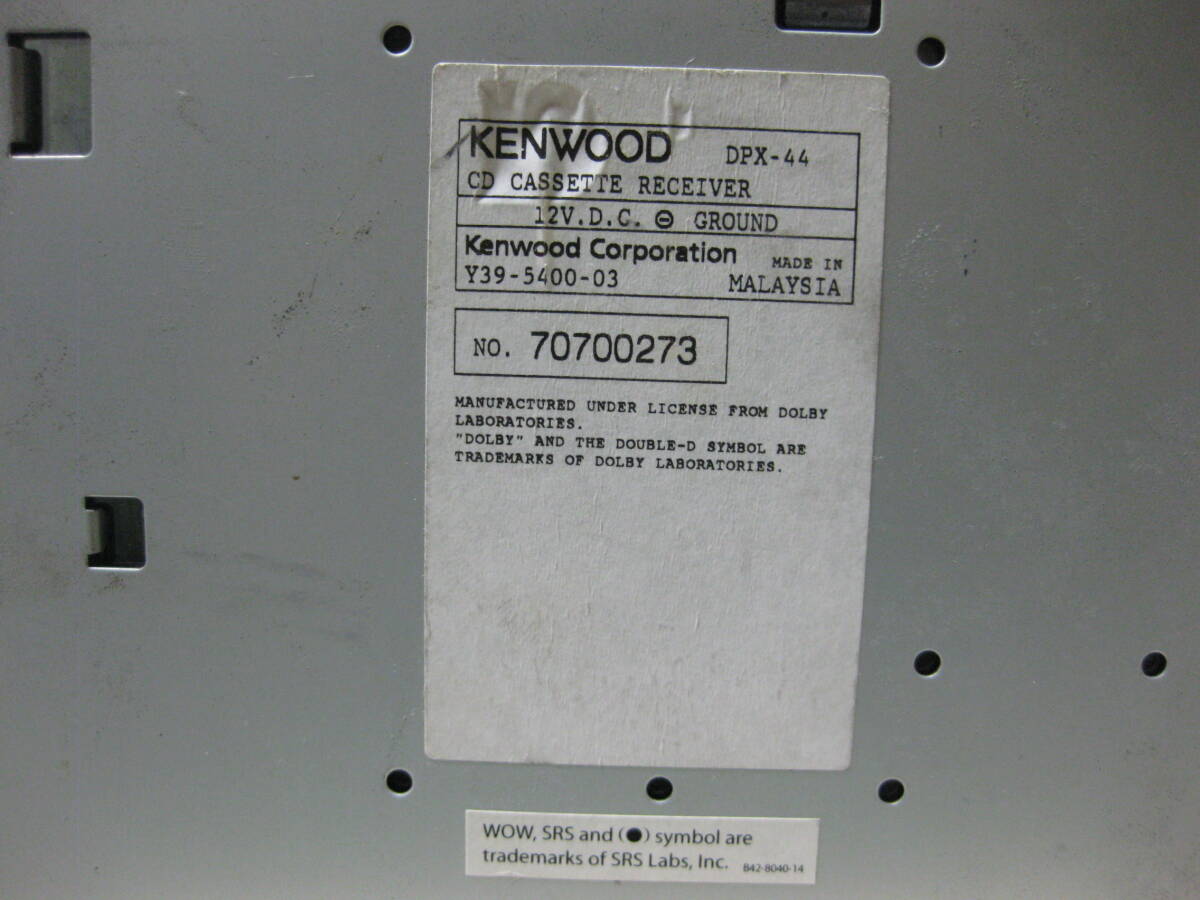 KENWOOD DPX-44
CD CASSETTE RECEIVER
12V.D.C. ⊖ GROUND
Kenwood Corporation MADE IN
Y39-5400-03 MALAYSIA
NO. 70700273
MANUFACTURED UNDER LICENSE FROM DOLBY
LABORATORIES.
"DOLBY" AND THE DOUBLE-D SYMBOL ARE
TRADEMARKS OF DOLBY LABORATORIES.
WOW, SRS and (●) symbol are
trademarks of SRS Labs, Inc. B42-8040-14